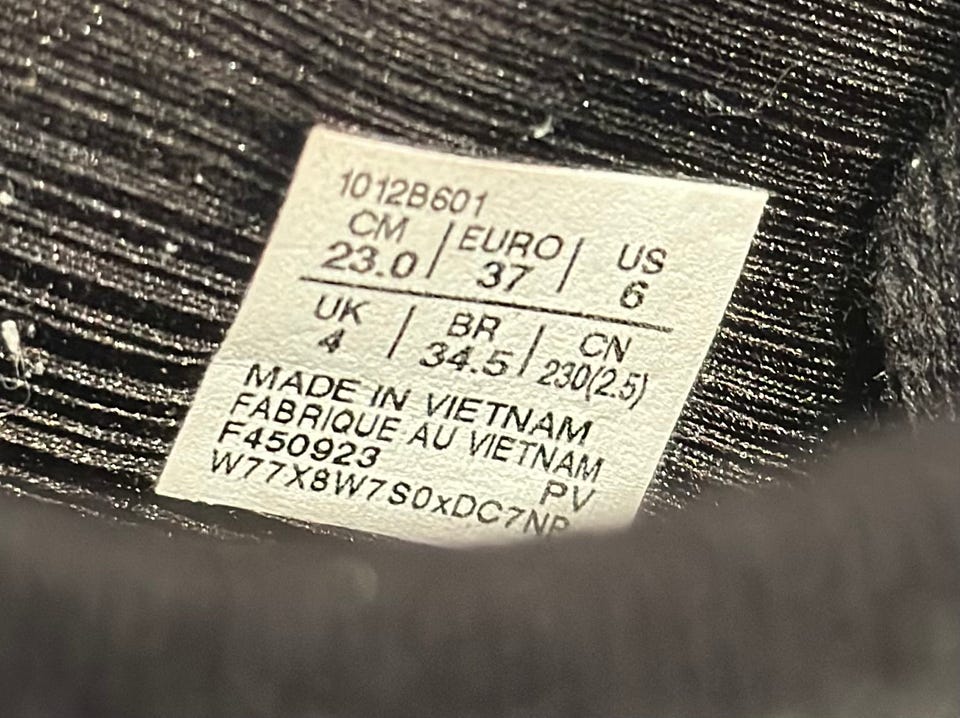 1012B601
CM / EURO / US
23.0 37 6
UK / BR / CN
4 34.5 230(2.5)
MADE IN VIETNAM
FABRIQUE AU VIETNAM
F450923 PV